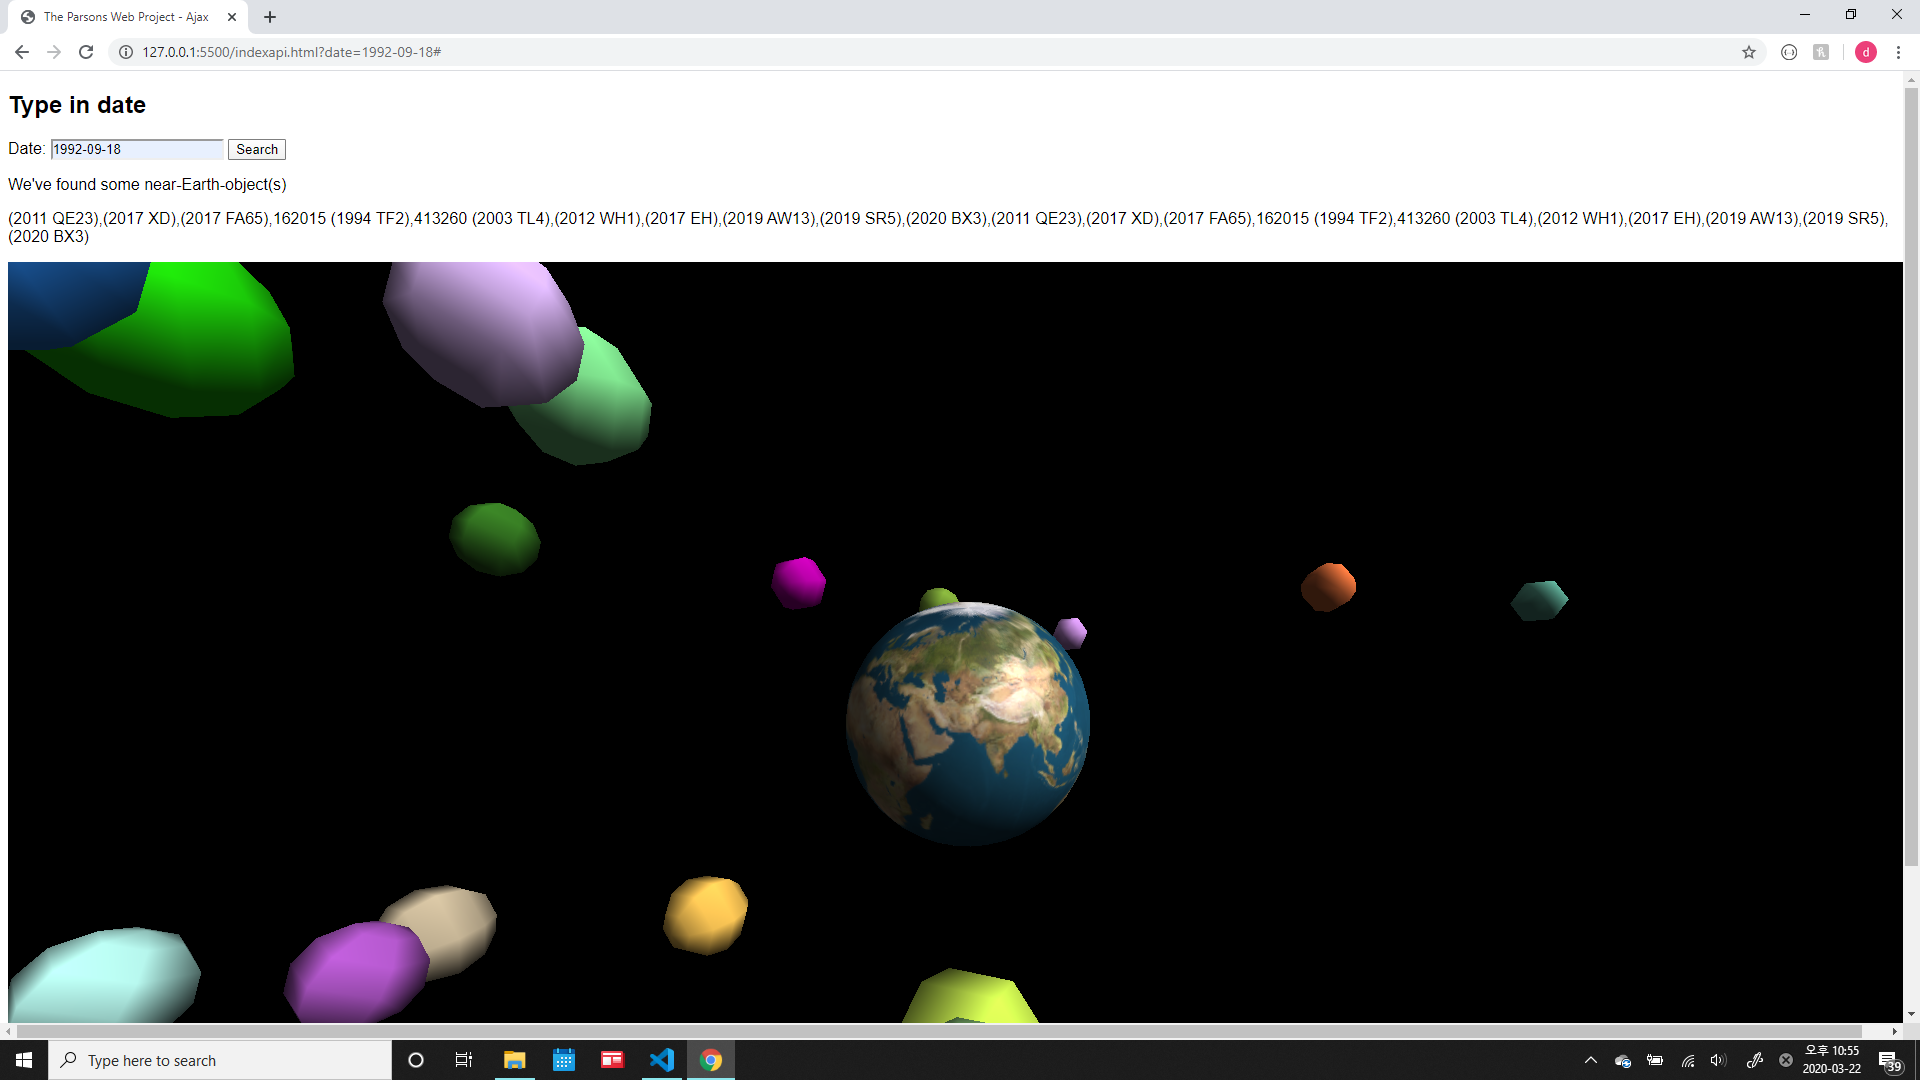 The Parsons Web Project - Ajax
127.0.0.1:5500/indexapi.html?date=1992-09-18#
d
Type in date
Date: 1992-09-18 Search
We've found some near-Earth-object(s)
(2011 QE23),(2017 XD),(2017 FA65),162015 (1994 TF2),413260 (2003 TL4),(2012 WH1),(2017 EH),(2019 AW13),(2019 SR5),(2020 BX3),(2011 QE23),(2017 XD),(2017 FA65),162015 (1994 TF2),413260 (2003 TL4),(2012 WH1),(2017 EH),(2019 AW13),(2019 SR5),
(2020 BX3)
Type here to search
오후 10:55
2020-03-22
39